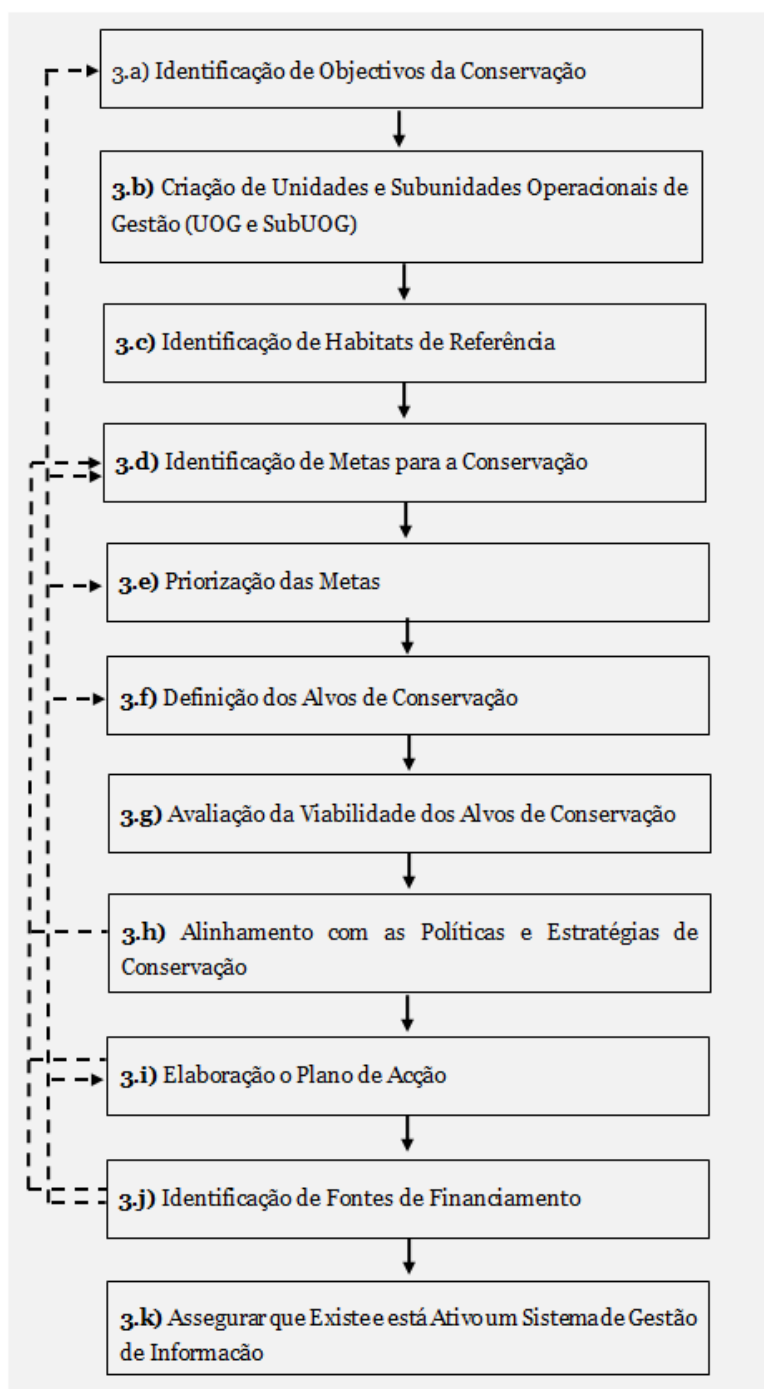 3.a) Identificação de Objectivos da Conservação
3.b) Criação de Unidades e Subunidades Operacionais de
Gestão (UOG e SubUOG)
3.c) Identificação de Habitats de Referência
3.d) Identificação de Metas para a Conservação
3.e) Priorização das Metas
3.f) Definição dos Alvos de Conservação
3.g) Avaliação da Viabilidade dos Alvos de Conservação
3.h) Alinhamento com as Políticas e Estratégias de
Conservação
3.i) Elaboração o Plano de Acção
3.j) Identificação de Fontes de Financiamento
3.k) Assegurar que Existe e está Ativo um Sistema de Gestão
de Informacão